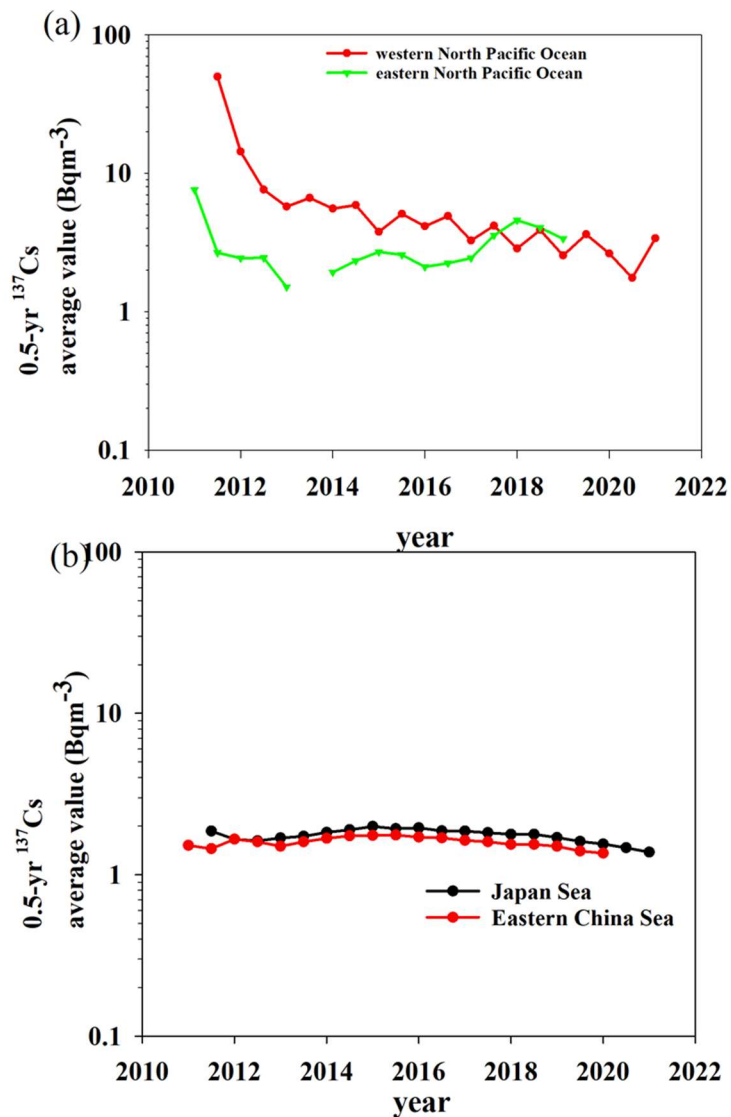 (a)
100
10
1
0.1
0.5-yr ¹³⁷Cs
average value (Bqm⁻³)
western North Pacific Ocean
eastern North Pacific Ocean
2010 2012 2014 2016 2018 2020 2022
year
(b)
100
10
1
0.1
0.5-yr ¹³⁷Cs
average value (Bqm⁻³)
Japan Sea
Eastern China Sea
2010 2012 2014 2016 2018 2020 2022
year